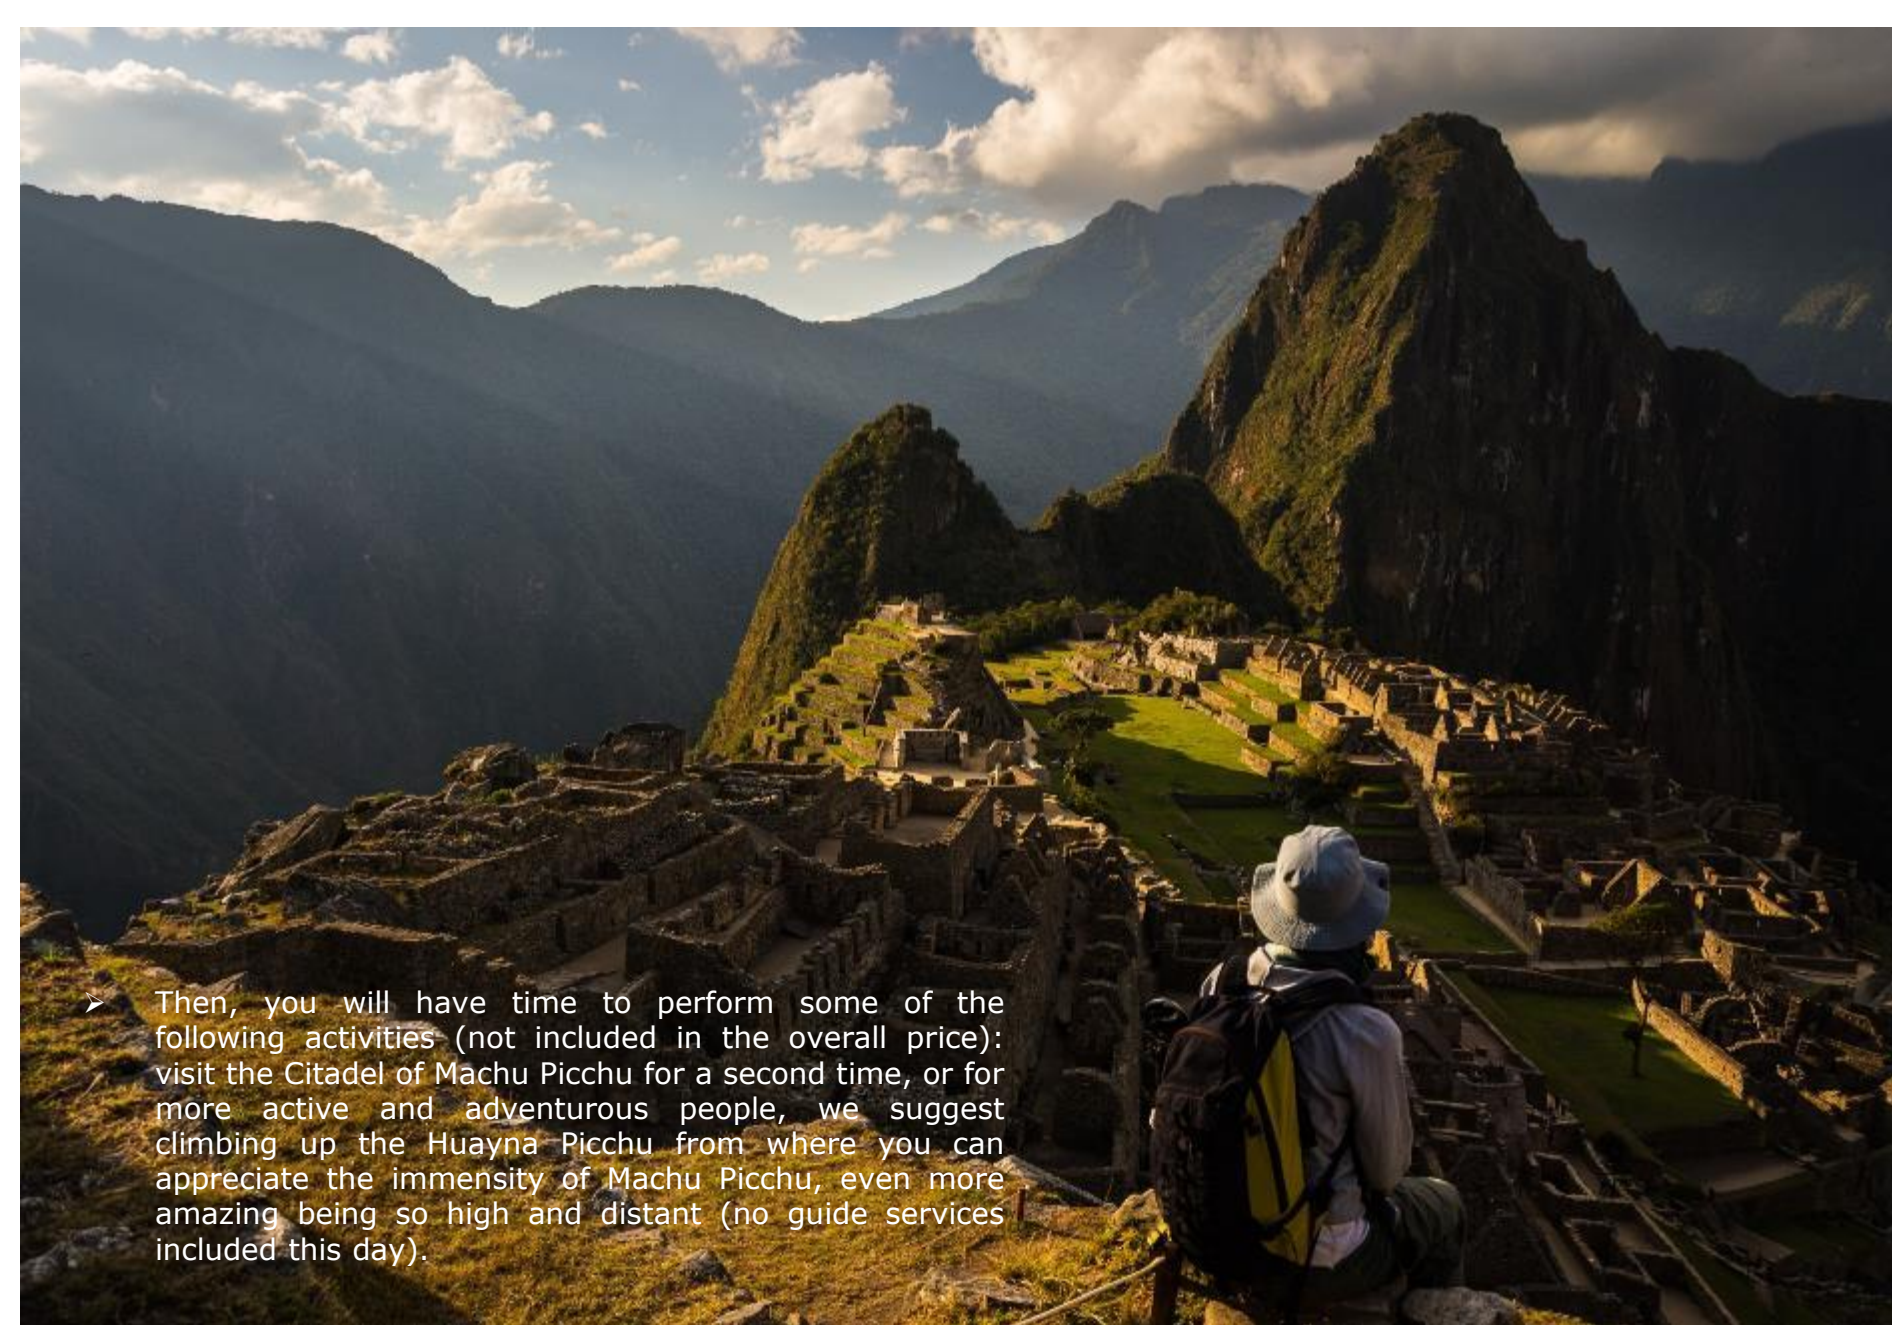 ➢ Then, you will have time to perform some of the
following activities (not included in the overall price):
visit the Citadel of Machu Picchu for a second time, or for
more active and adventurous people, we suggest
climbing up the Huayna Picchu from where you can
appreciate the immensity of Machu Picchu, even more
amazing being so high and distant (no guide services
included this day).